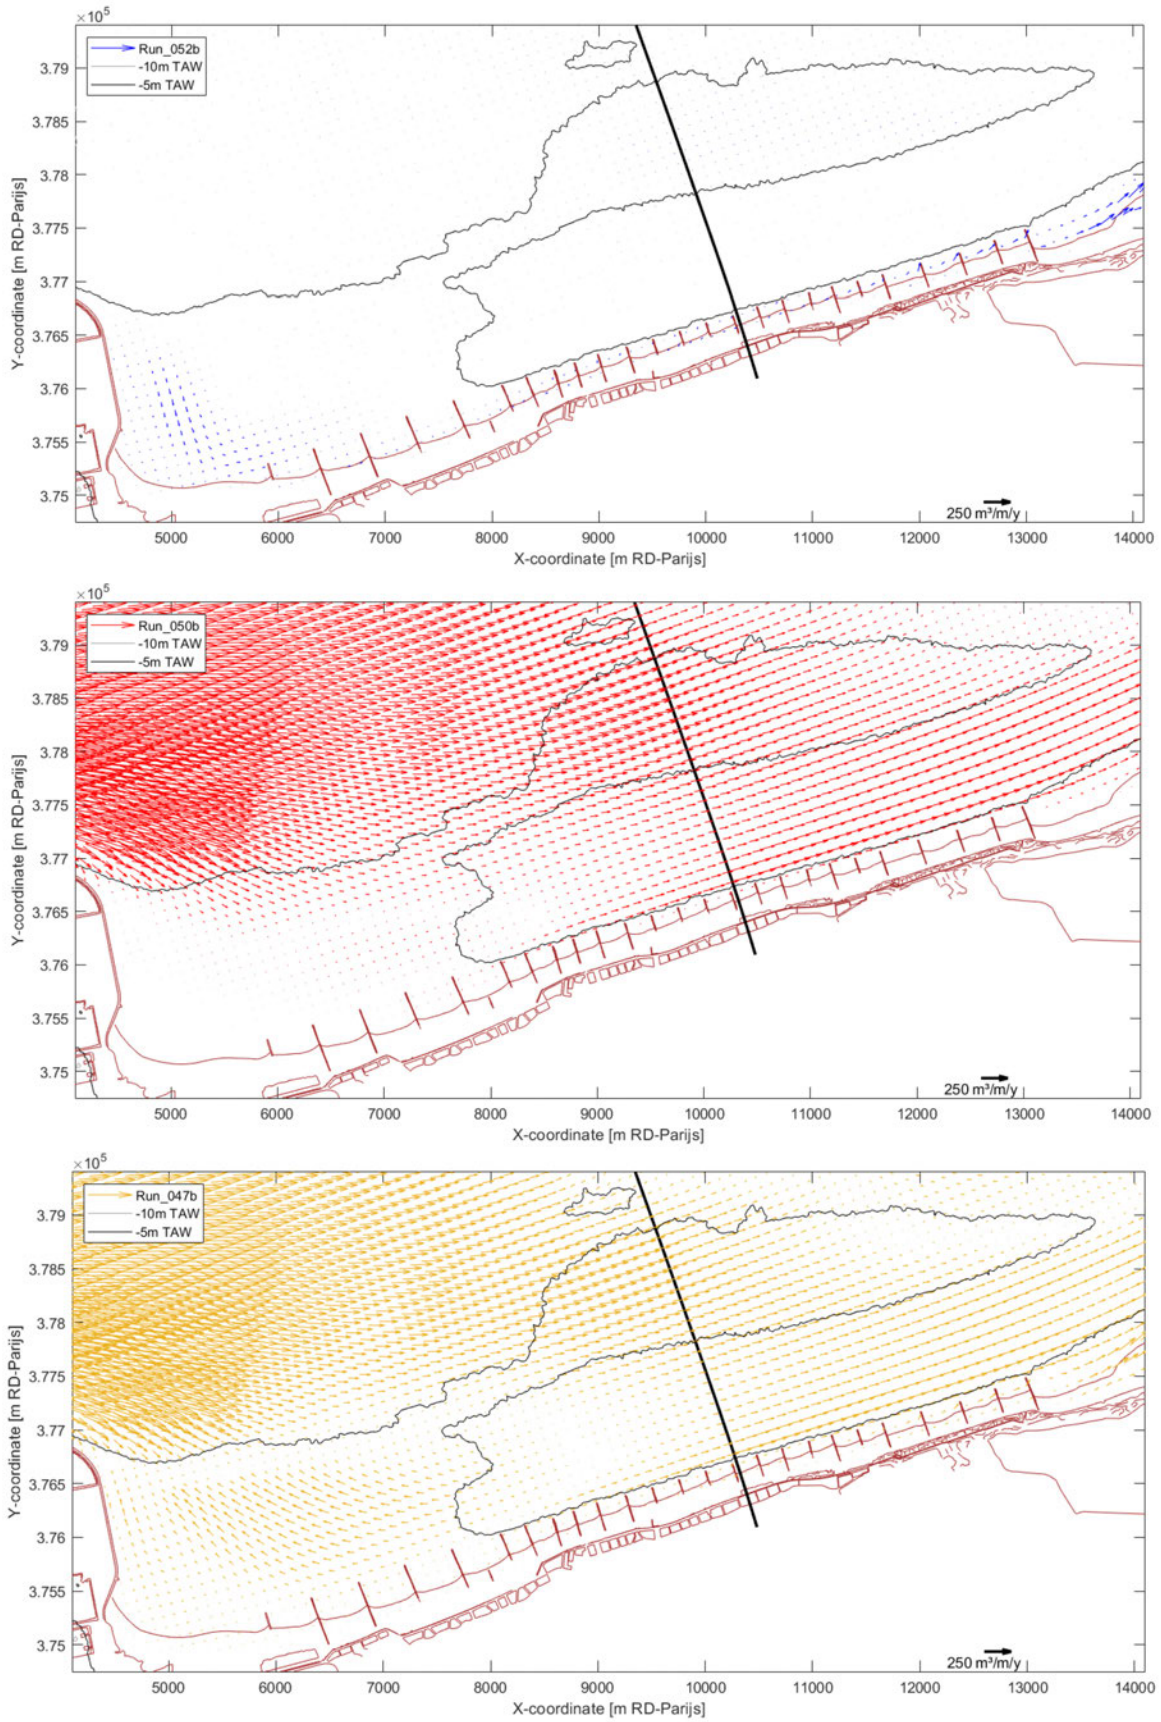 ×10⁵
Run_052b
-10m TAW
-5m TAW
3.79
3.785
3.78
3.775
3.77
3.765
3.76
3.755
3.75
Y-coordinate [m RD-Parijs]
250 m³/m/y
5000 6000 7000 8000 9000 10000 11000 12000 13000 14000
X-coordinate [m RD-Parijs]
×10⁵
Run_050b
-10m TAW
-5m TAW
3.79
3.785
3.78
3.775
3.77
3.765
3.76
3.755
3.75
Y-coordinate [m RD-Parijs]
250 m³/m/y
5000 6000 7000 8000 9000 10000 11000 12000 13000 14000
X-coordinate [m RD-Parijs]
×10⁵
Run_047b
-10m TAW
-5m TAW
3.79
3.785
3.78
3.775
3.77
3.765
3.76
3.755
3.75
Y-coordinate [m RD-Parijs]
250 m³/m/y
5000 6000 7000 8000 9000 10000 11000 12000 13000 14000
X-coordinate [m RD-Parijs]